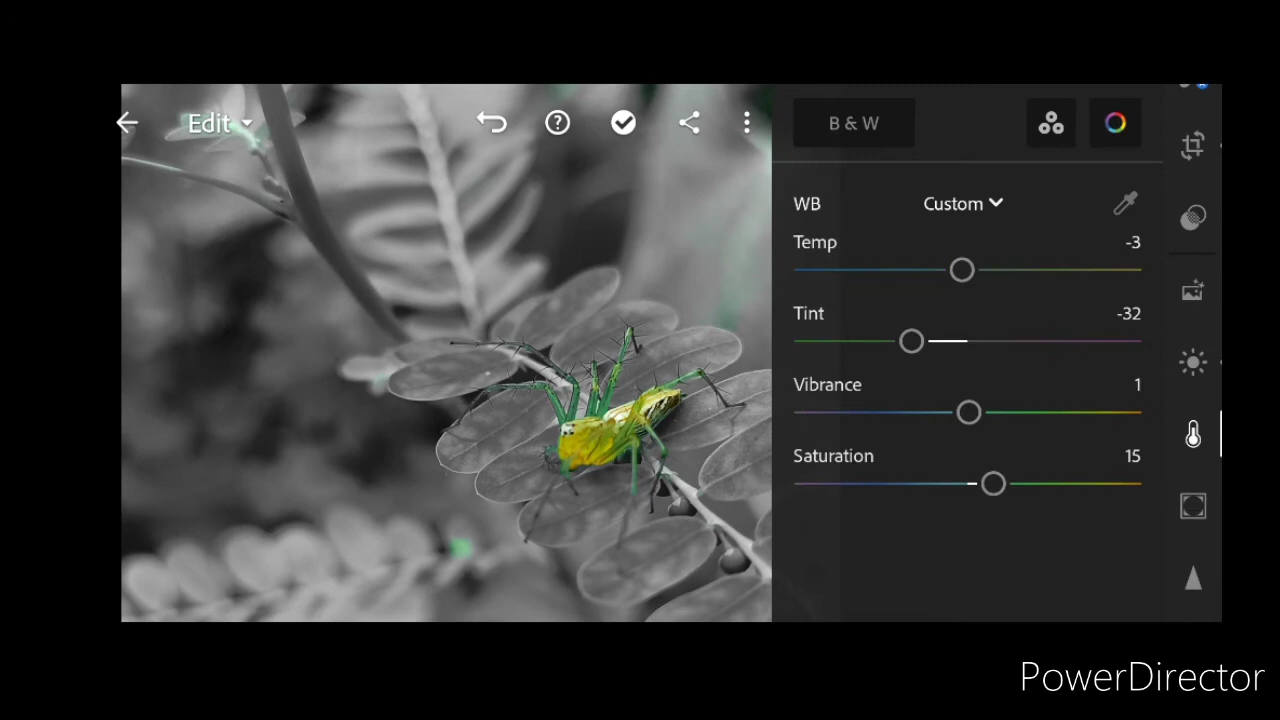 Edit
B & W
WB Custom
Temp -3
Tint -32
Vibrance 1
Saturation 15
PowerDirector